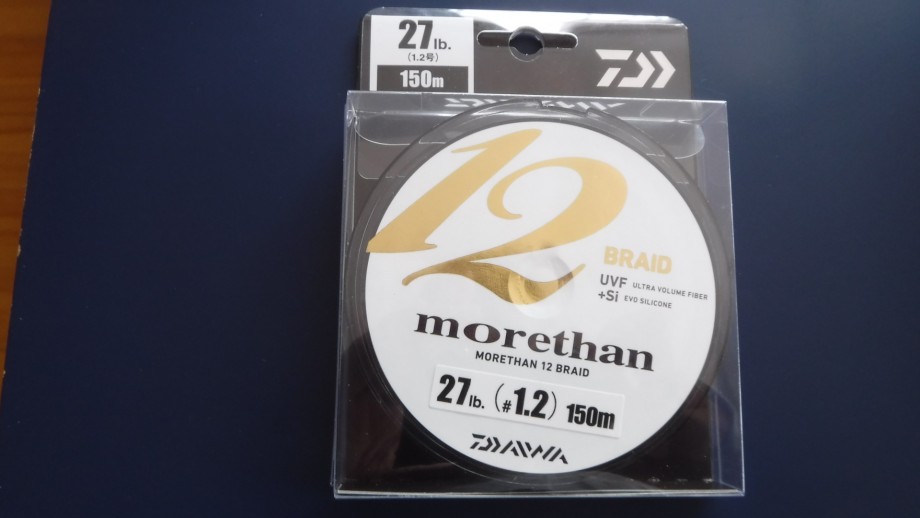 27lb.
(1.2号)
150m
DAIWA
12
BRAID
UVF ULTRA VOLUME FIBER
+Si EVO SILICONE
morethan
MORETHAN 12 BRAID
27lb. (#1.2) 150m
DAIWA